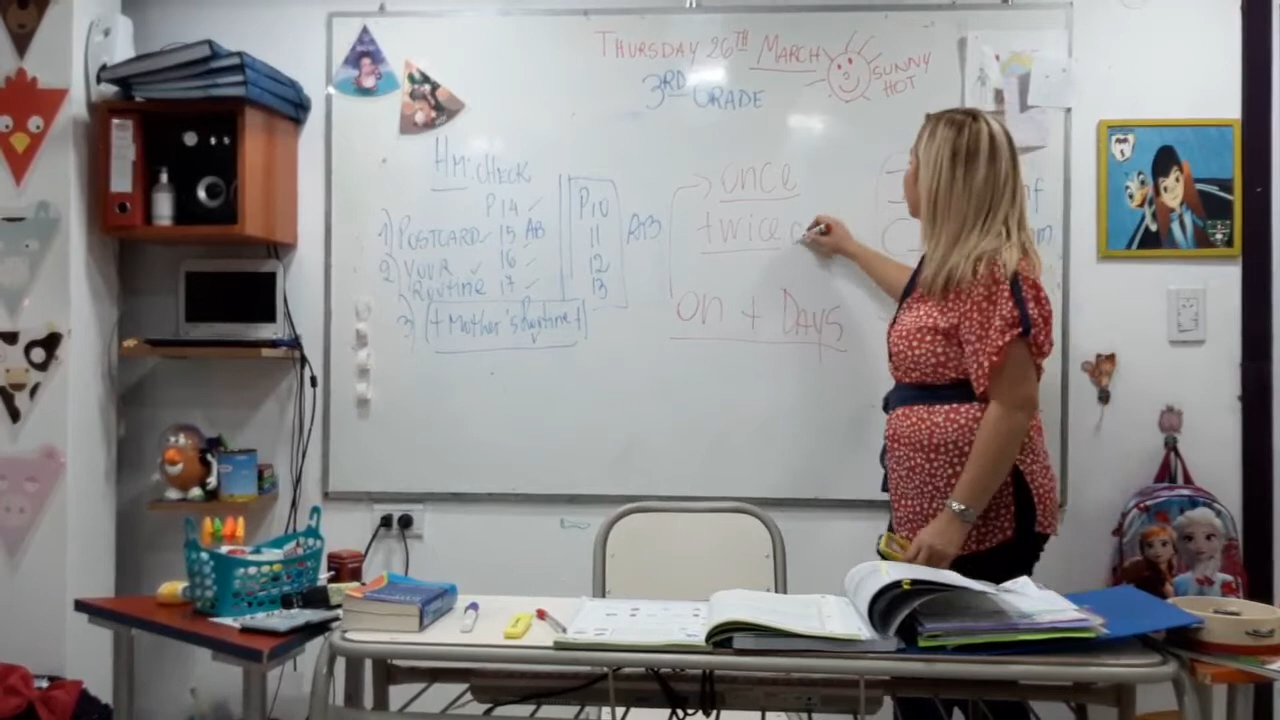 THURSDAY 26TH MARCH
3RD GRADE
SUNNY
HOT
HM: CHECK
P14 ✓
1) POSTCARD ✓ 15 AB
2) YOUR ✓ 16 ✓
ROUTINE 17 ✓
3) + Mother's Routine +
P10
11
12
13
AB
→ once
twice
on + DAYS